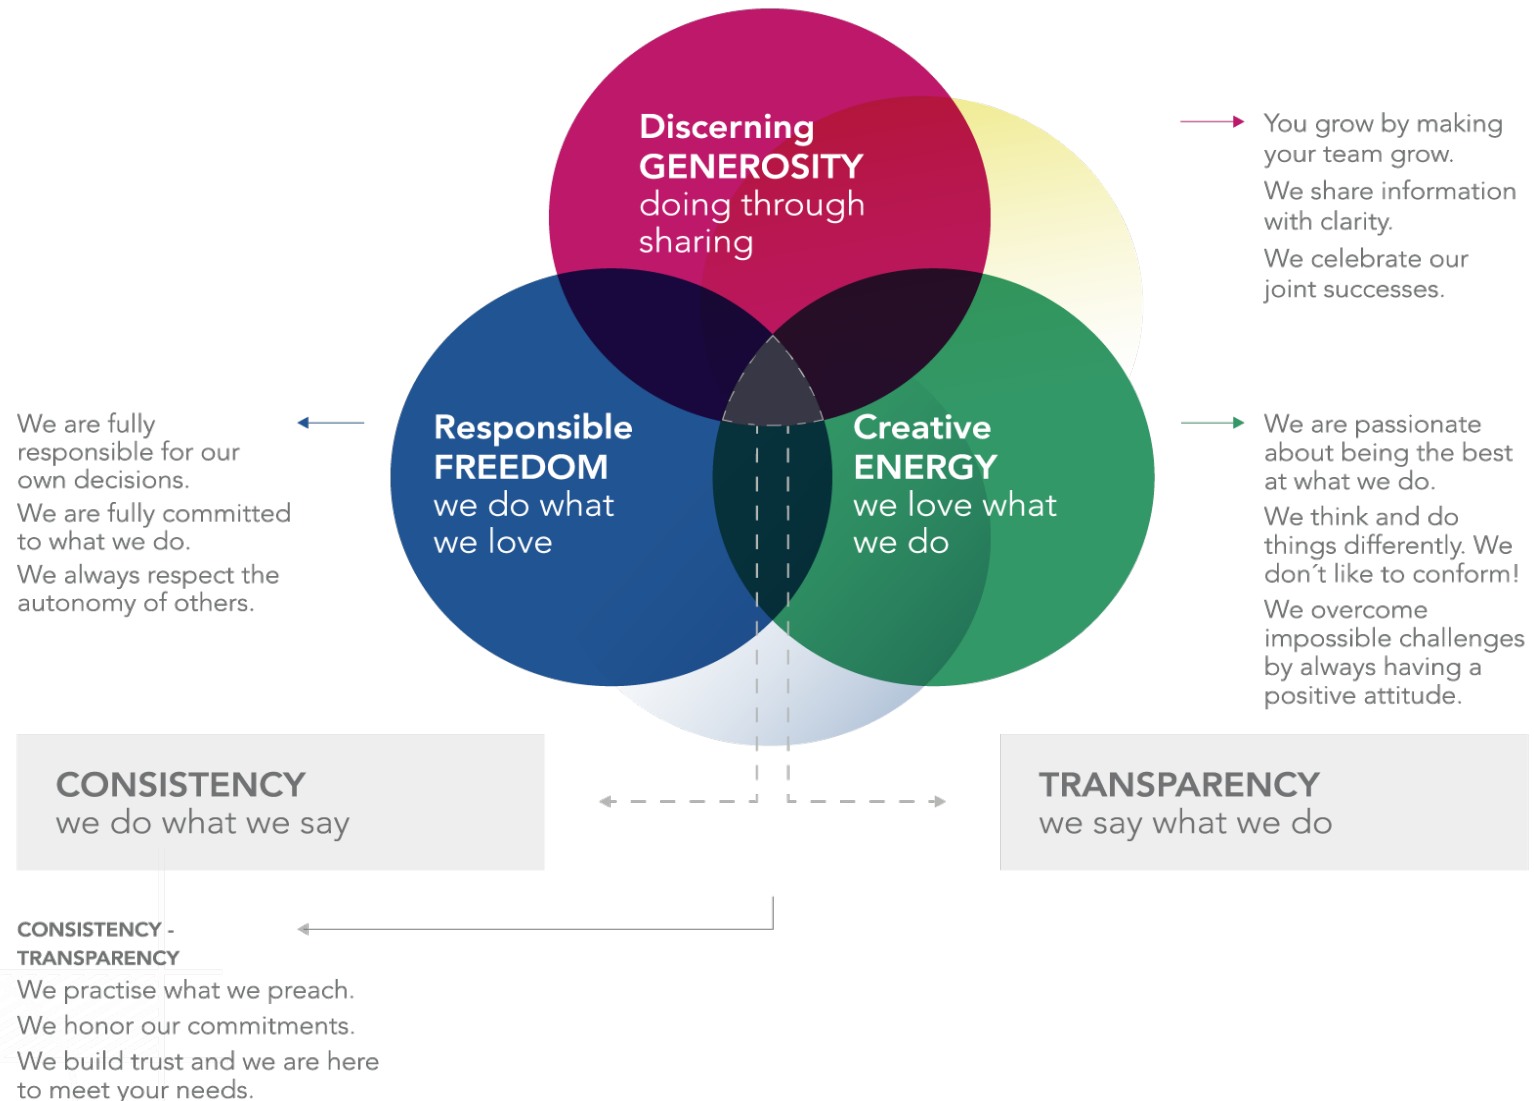 Discerning
GENEROSITY
doing through
sharing
You grow by making
your team grow.
We share information
with clarity.
We celebrate our
joint successes.
We are fully
responsible for our
own decisions.
We are fully committed
to what we do.
We always respect the
autonomy of others.
Responsible
FREEDOM
we do what
we love
Creative
ENERGY
we love what
we do
We are passionate
about being the best
at what we do.
We think and do
things differently. We
don´t like to conform!
We overcome
impossible challenges
by always having a
positive attitude.
CONSISTENCY
we do what we say
TRANSPARENCY
we say what we do
CONSISTENCY -
TRANSPARENCY
We practise what we preach.
We honor our commitments.
We build trust and we are here
to meet your needs.